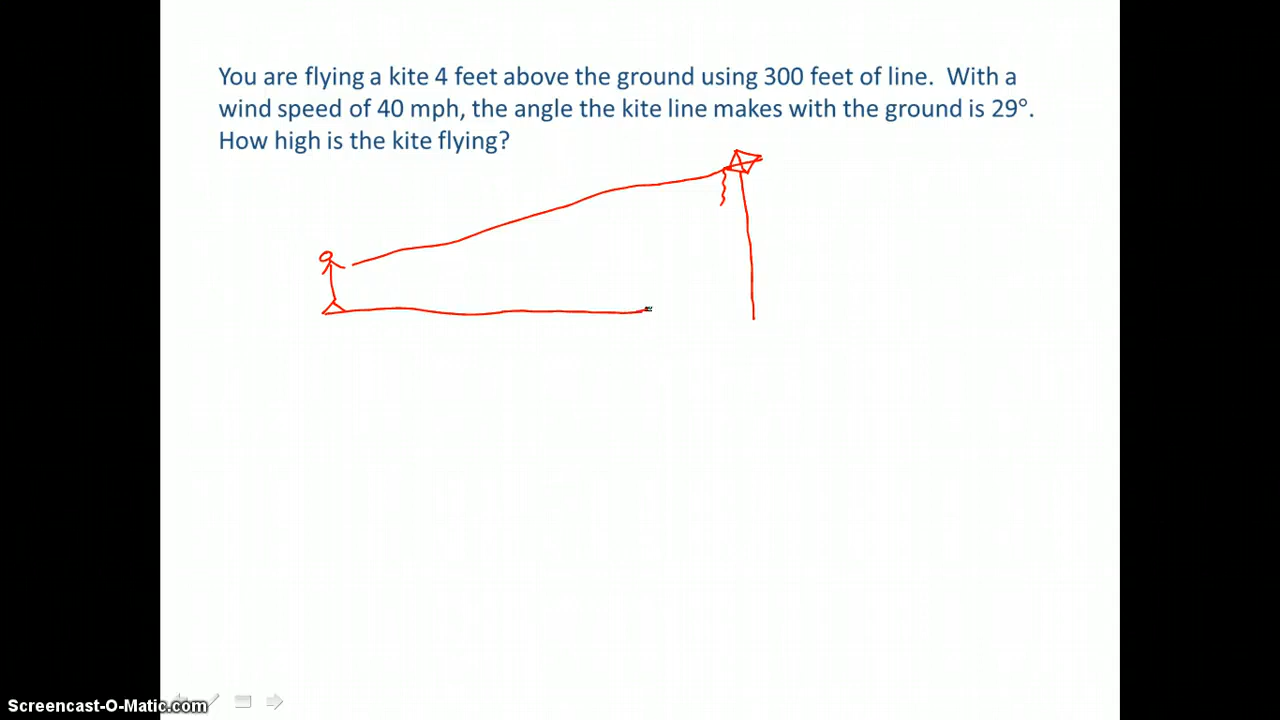 You are flying a kite 4 feet above the ground using 300 feet of line. With a
wind speed of 40 mph, the angle the kite line makes with the ground is 29°.
How high is the kite flying?
Screencast-O-Matic.com